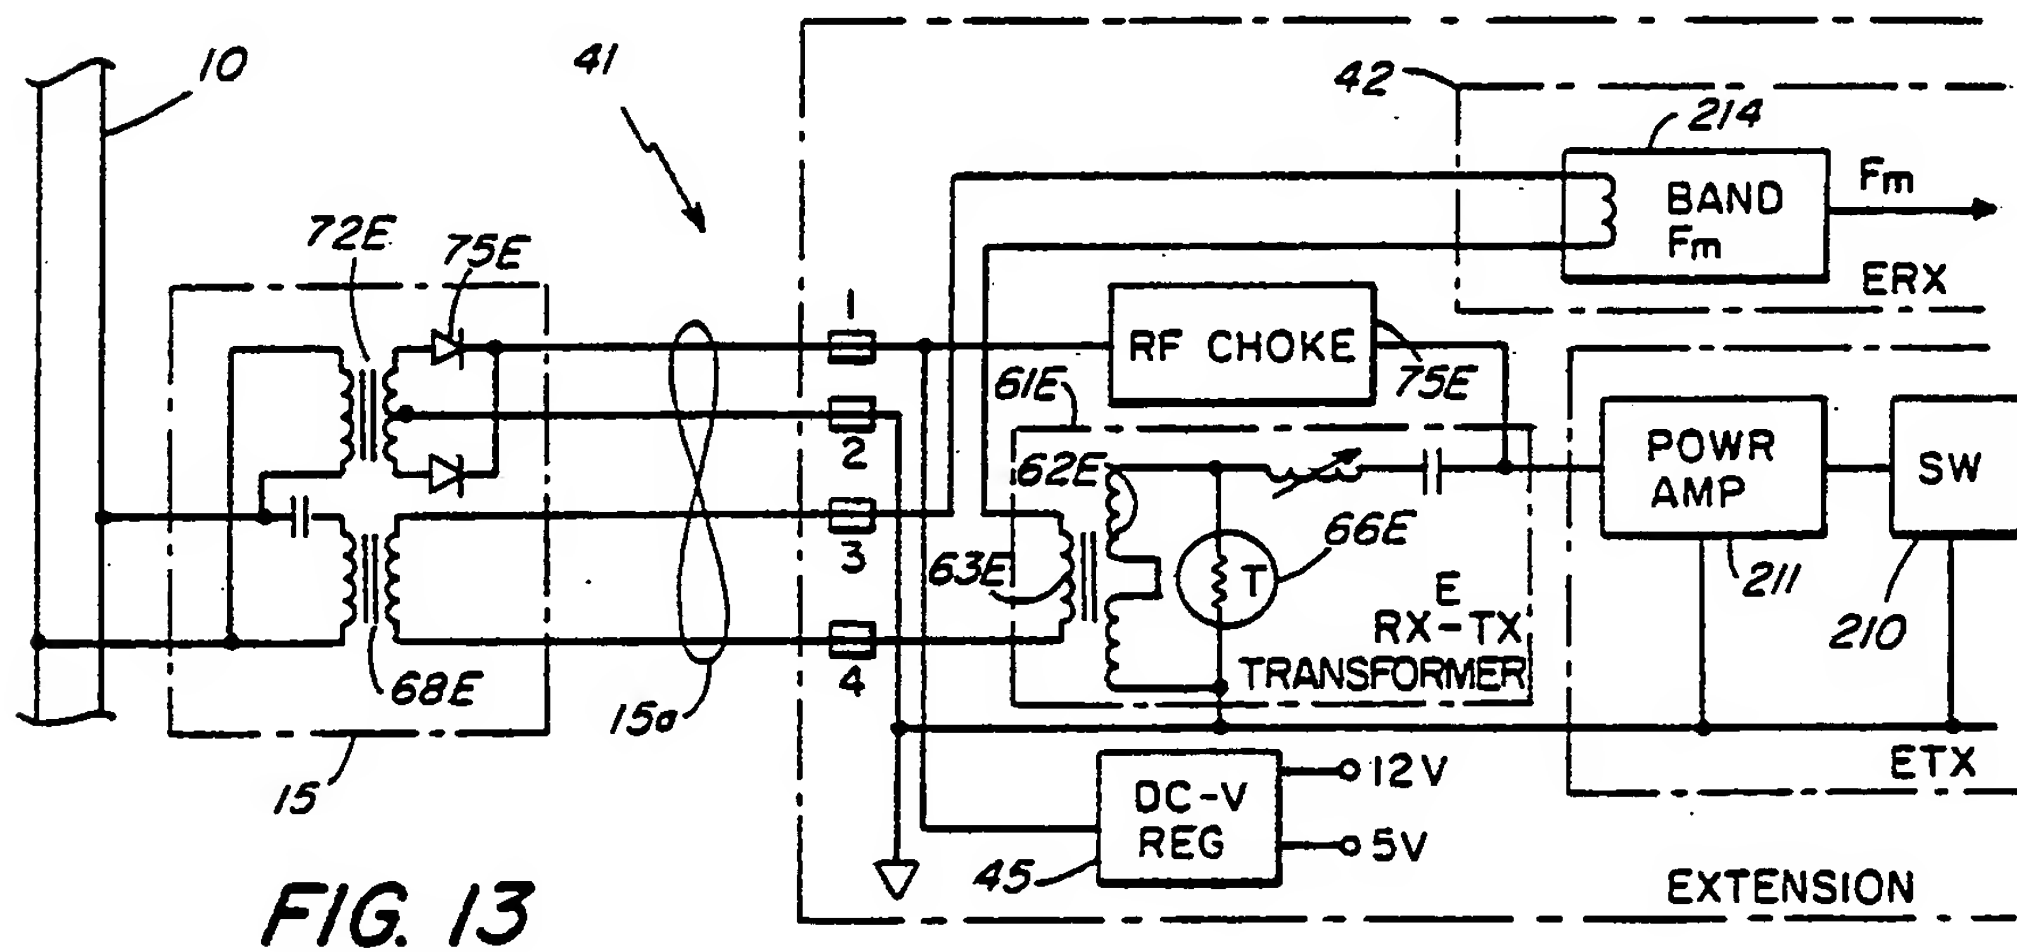 10
41
42
214
BAND
Fm
Fm
ERX
72E
75E
1
RF CHOKE
75E
61E
2
62E
POWR
AMP
SW
3
63E
66E
T
211
210
E
RX-TX
TRANSFORMER
4
68E
15a
15
DC-V
REG
12V
5V
45
ETX
EXTENSION
FIG. 13